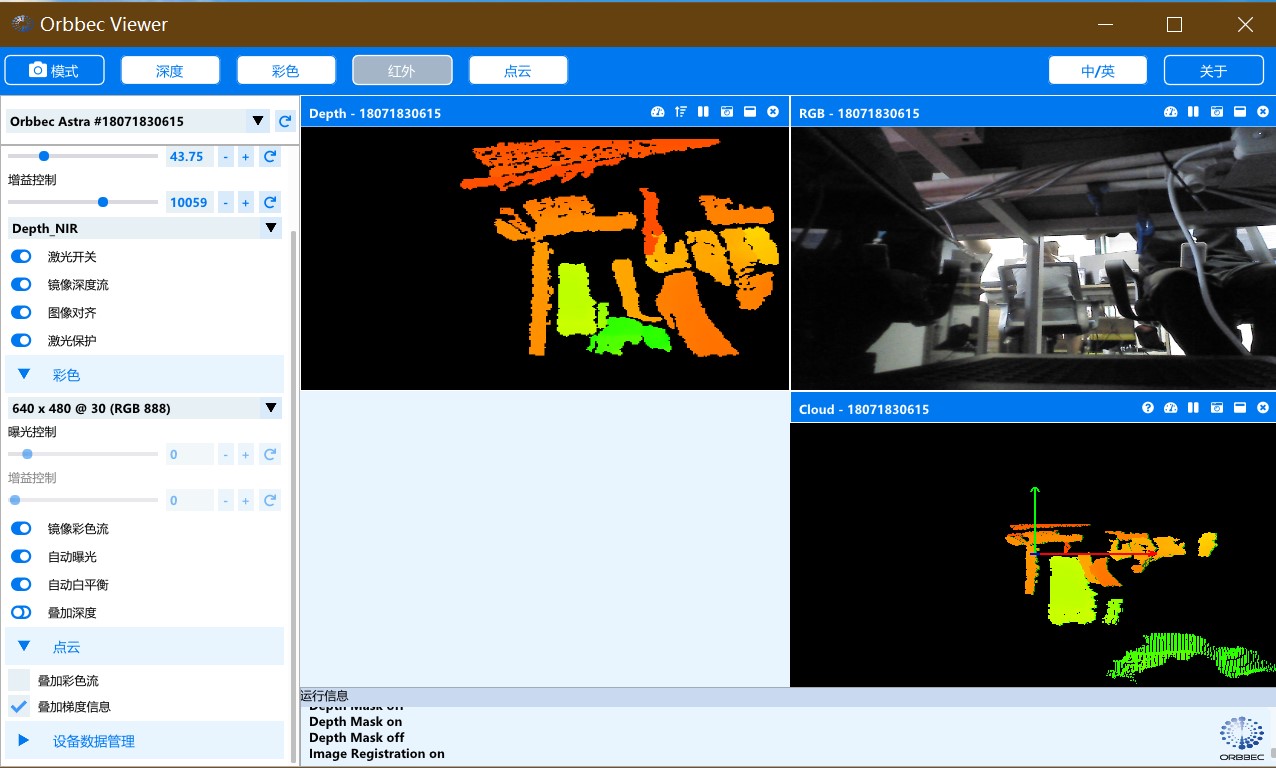 Orbbec Viewer
模式 深度 彩色 红外 点云 中/英 关于
Orbbec Astra #18071830615
43.75 - +
增益控制
10059 - +
Depth_NIR
激光开关
镜像深度流
图像对齐
激光保护
彩色
640 x 480 @ 30 (RGB 888)
曝光控制
0 - +
增益控制
0 - +
镜像彩色流
自动曝光
自动白平衡
叠加深度
点云
叠加彩色流
叠加梯度信息
设备数据管理
Depth - 18071830615
RGB - 18071830615
Cloud - 18071830615
运行信息
Depth Mask off
Depth Mask on
Depth Mask off
Image Registration on
ORBBEC